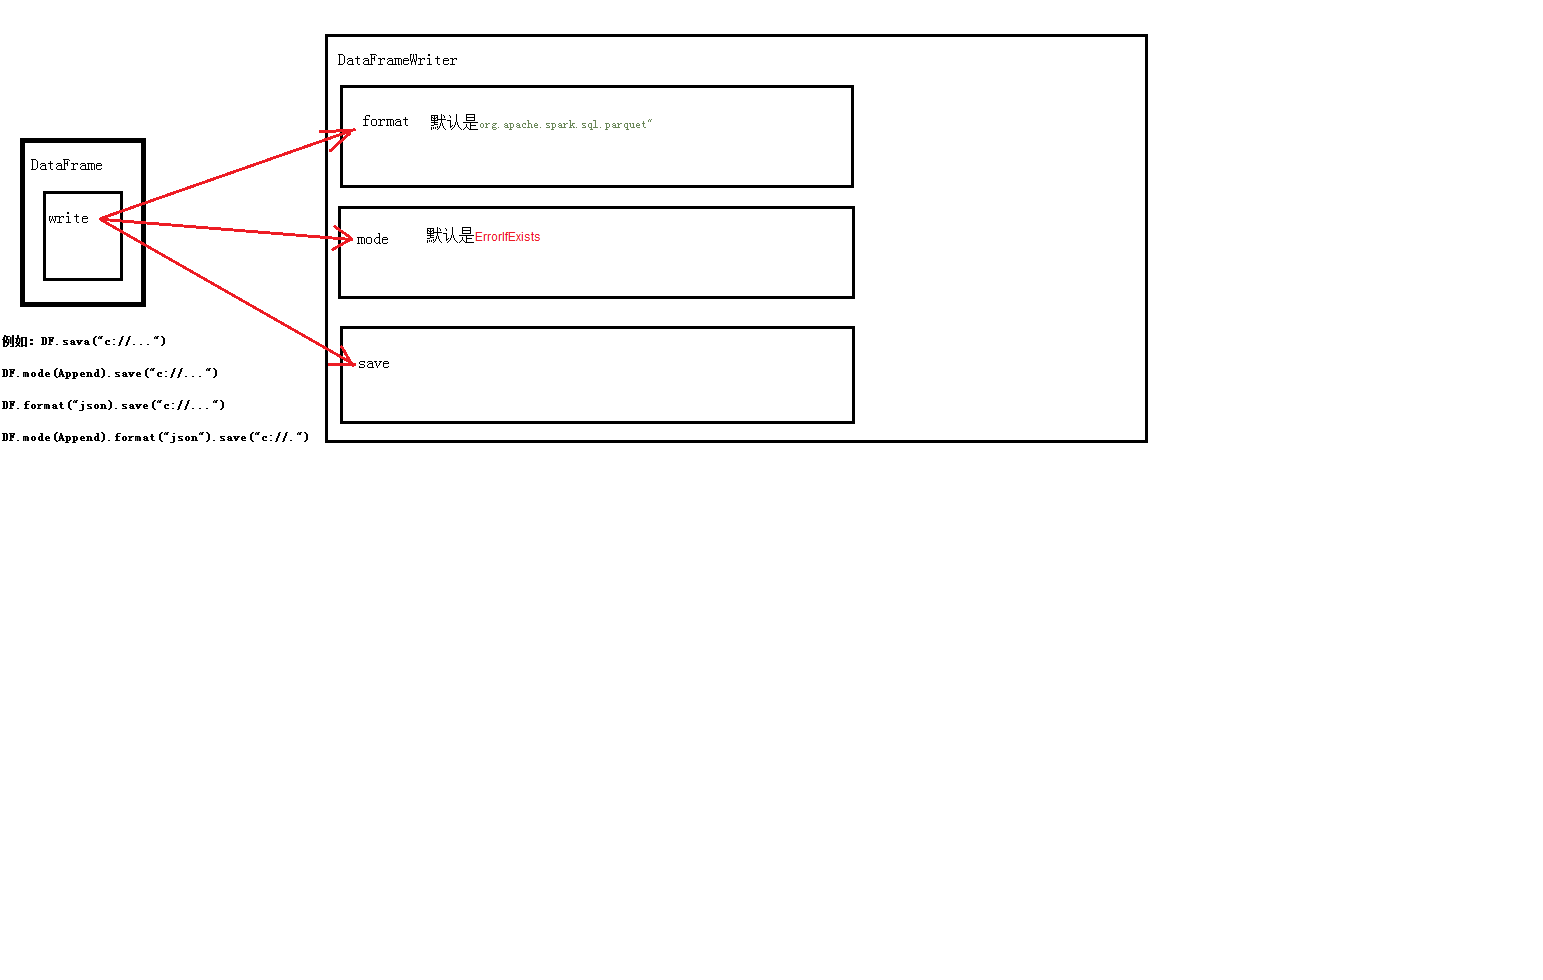 DataFrameWriter
format 默认是org.apache.spark.sql.parquet"
DataFrame
write
mode 默认是ErrorIfExists
save
例如：DF.sava("c://...")
DF.mode(Append).save("c://...")
DF.format("json).save("c://...")
DF.mode(Append).format("json").save("c://.")